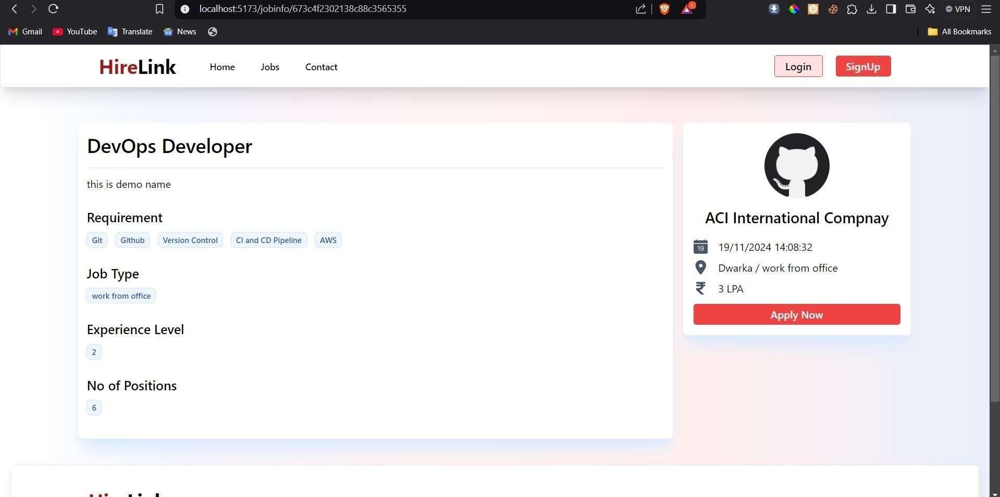 localhost:5173/jobinfo/673c4f2302138c88c3565355
1
VPN
Gmail YouTube Translate News All Bookmarks
HireLink Home Jobs Contact Login SignUp
DevOps Developer
this is demo name
Requirement
Git Github Version Control CI and CD Pipeline AWS
Job Type
work from office
Experience Level
2
No of Positions
6
ACI International Compnay
19 19/11/2024 14:08:32
Dwarka / work from office
₹ 3 LPA
Apply Now
HireLink